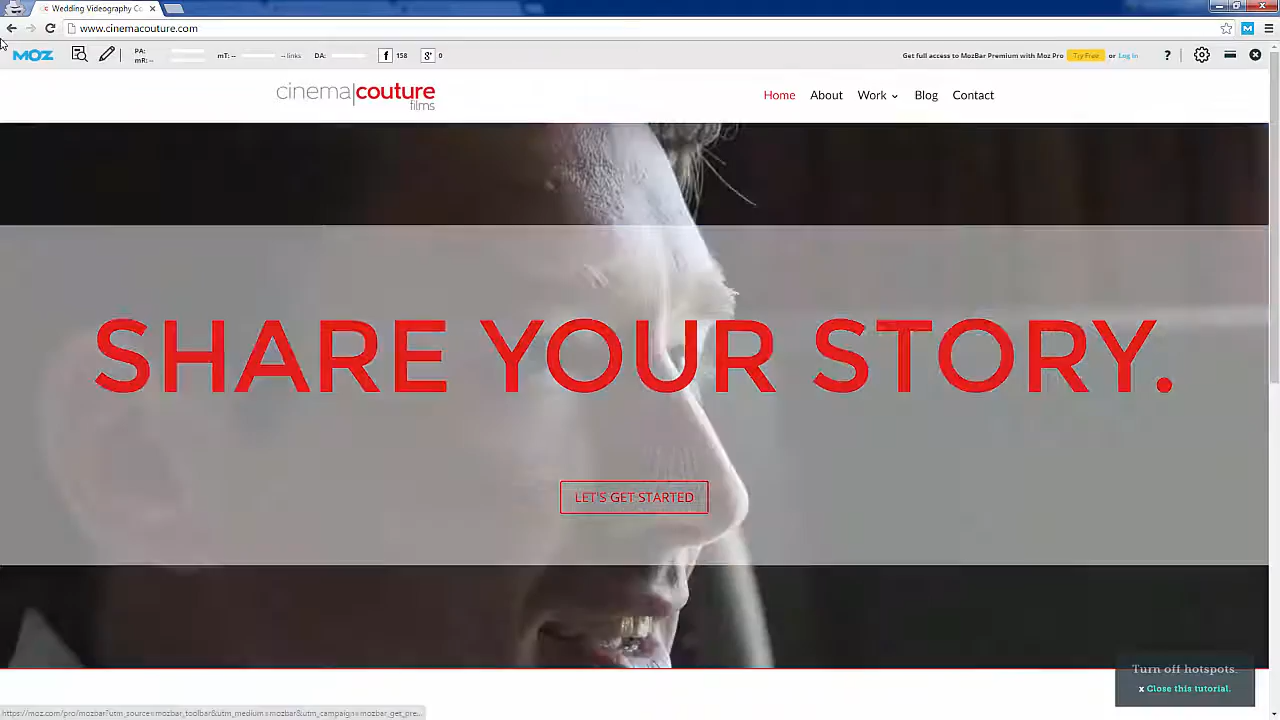 Wedding Videography Co
www.cinemacouture.com
MOZ
PA:
mR: --
mT: --
-- links
DA:
158
0
Get full access to MozBar Premium with Moz Pro Try Free or Log In
cinema|couture
films
Home About Work Blog Contact
SHARE YOUR STORY.
LET'S GET STARTED
Turn off hotspots.
x Close this tutorial.
https://moz.com/pro/mozbar?utm_source=mozbar_toolbar&utm_medium=mozbar&utm_campaign=mozbar_get_pre...